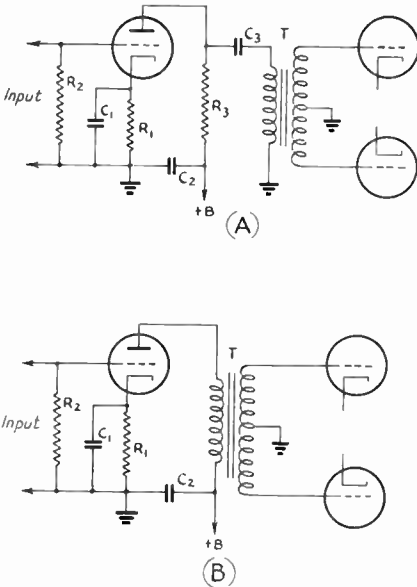 C₃
T
R₂
Input
C₁
R₁
R₃
C₂
+B
(A)
T
R₂
Input
C₁
R₁
C₂
+B
(B)